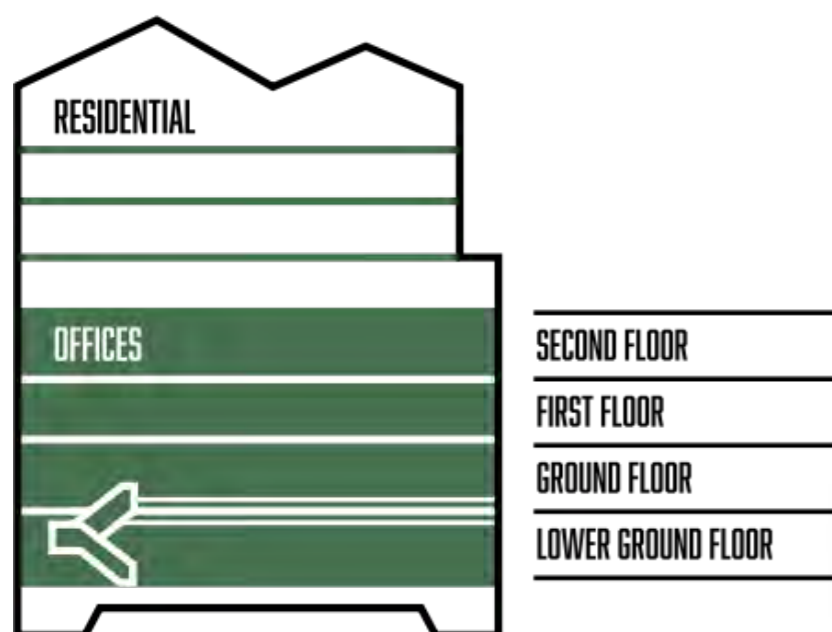 RESIDENTIAL
OFFICES
SECOND FLOOR
FIRST FLOOR
GROUND FLOOR
LOWER GROUND FLOOR